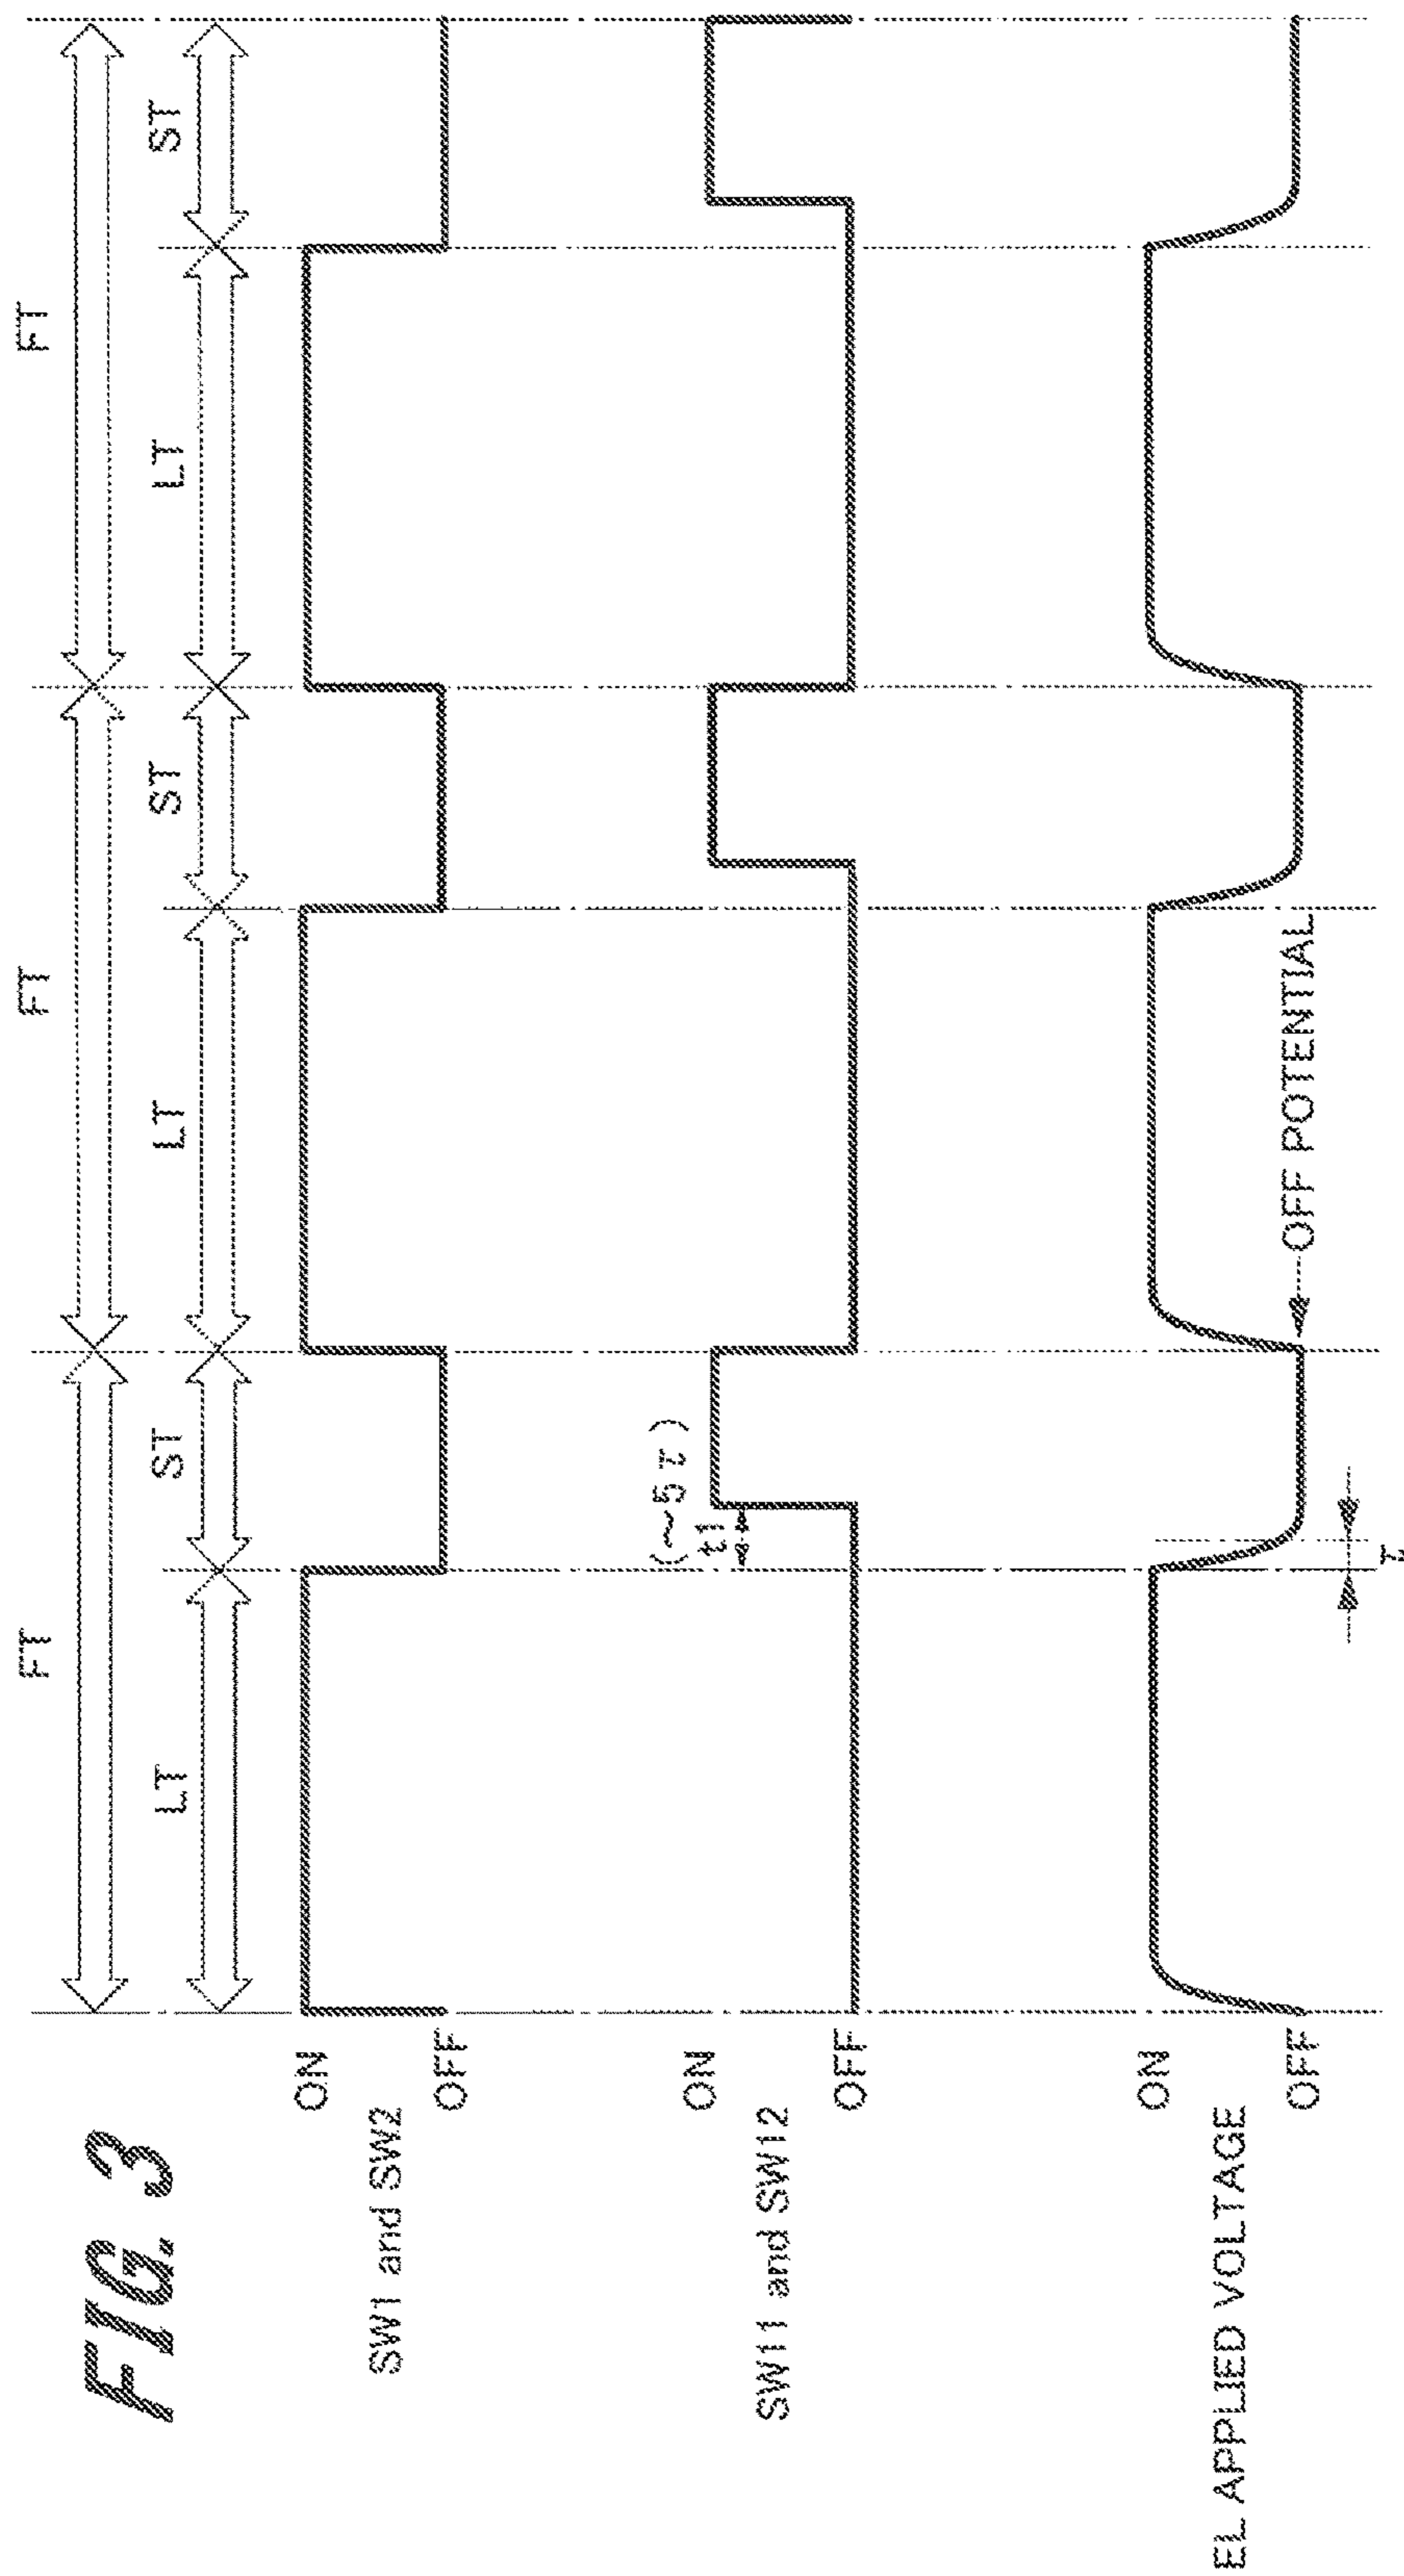 FIG. 3
FT FT FT
LT ST LT ST LT ST
ON
SW1 and SW2
OFF
(~5τ)
t1
ON
SW11 and SW12
OFF
ON
EL APPLIED VOLTAGE
OFF POTENTIAL
OFF
τ